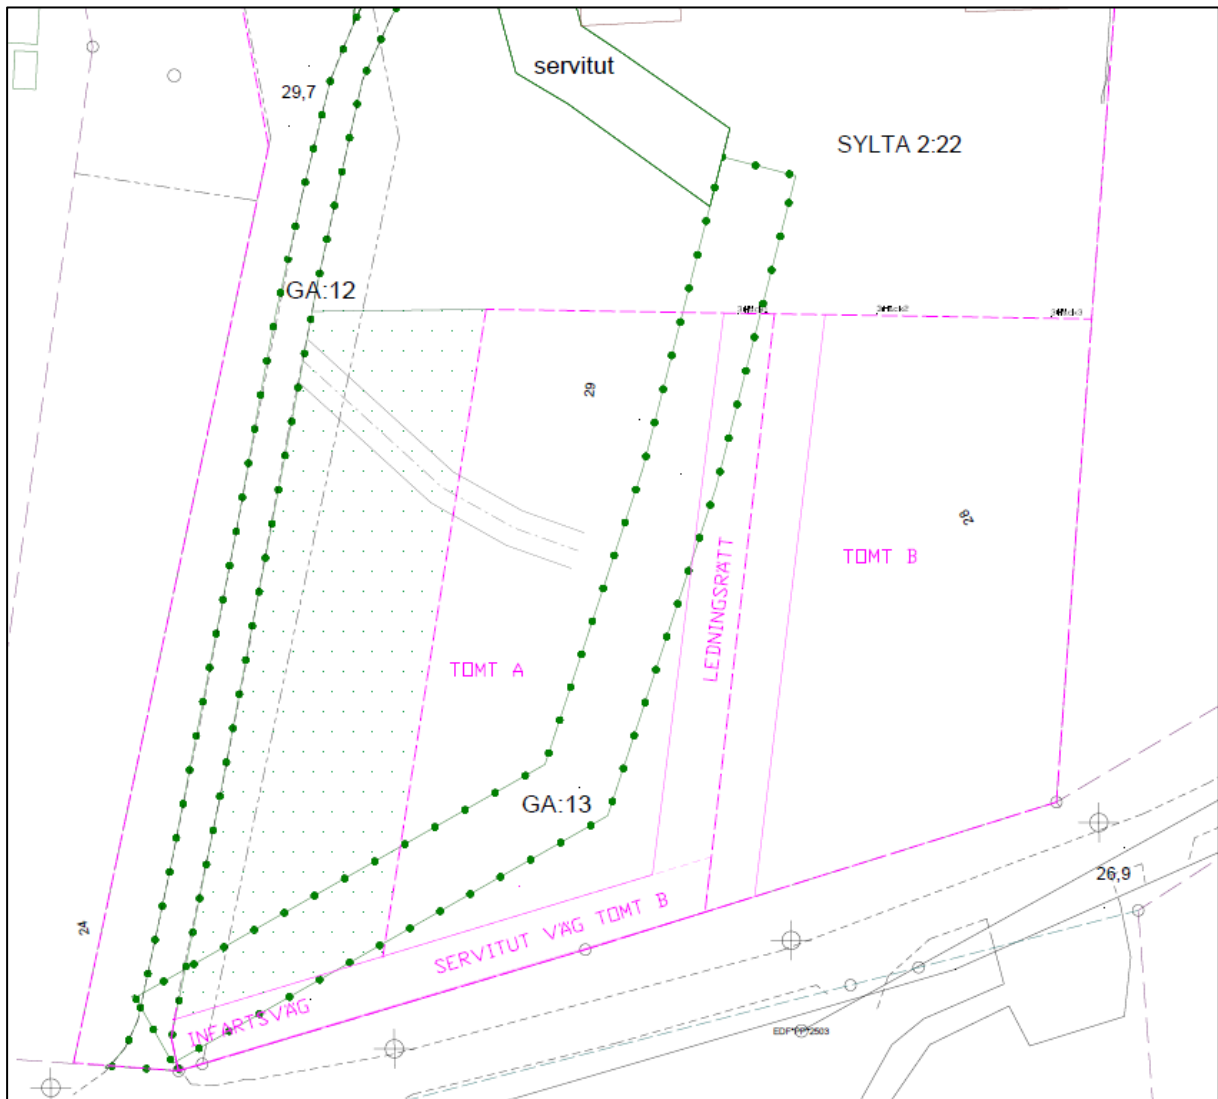 servitut
29,7
SYLTA 2:22
GA:12
29
28
TOMT B
LEDNINGSRÄTT
TOMT A
GA:13
26,9
24
SERVITUT VÄG TOMT B
INFARTSVÄG